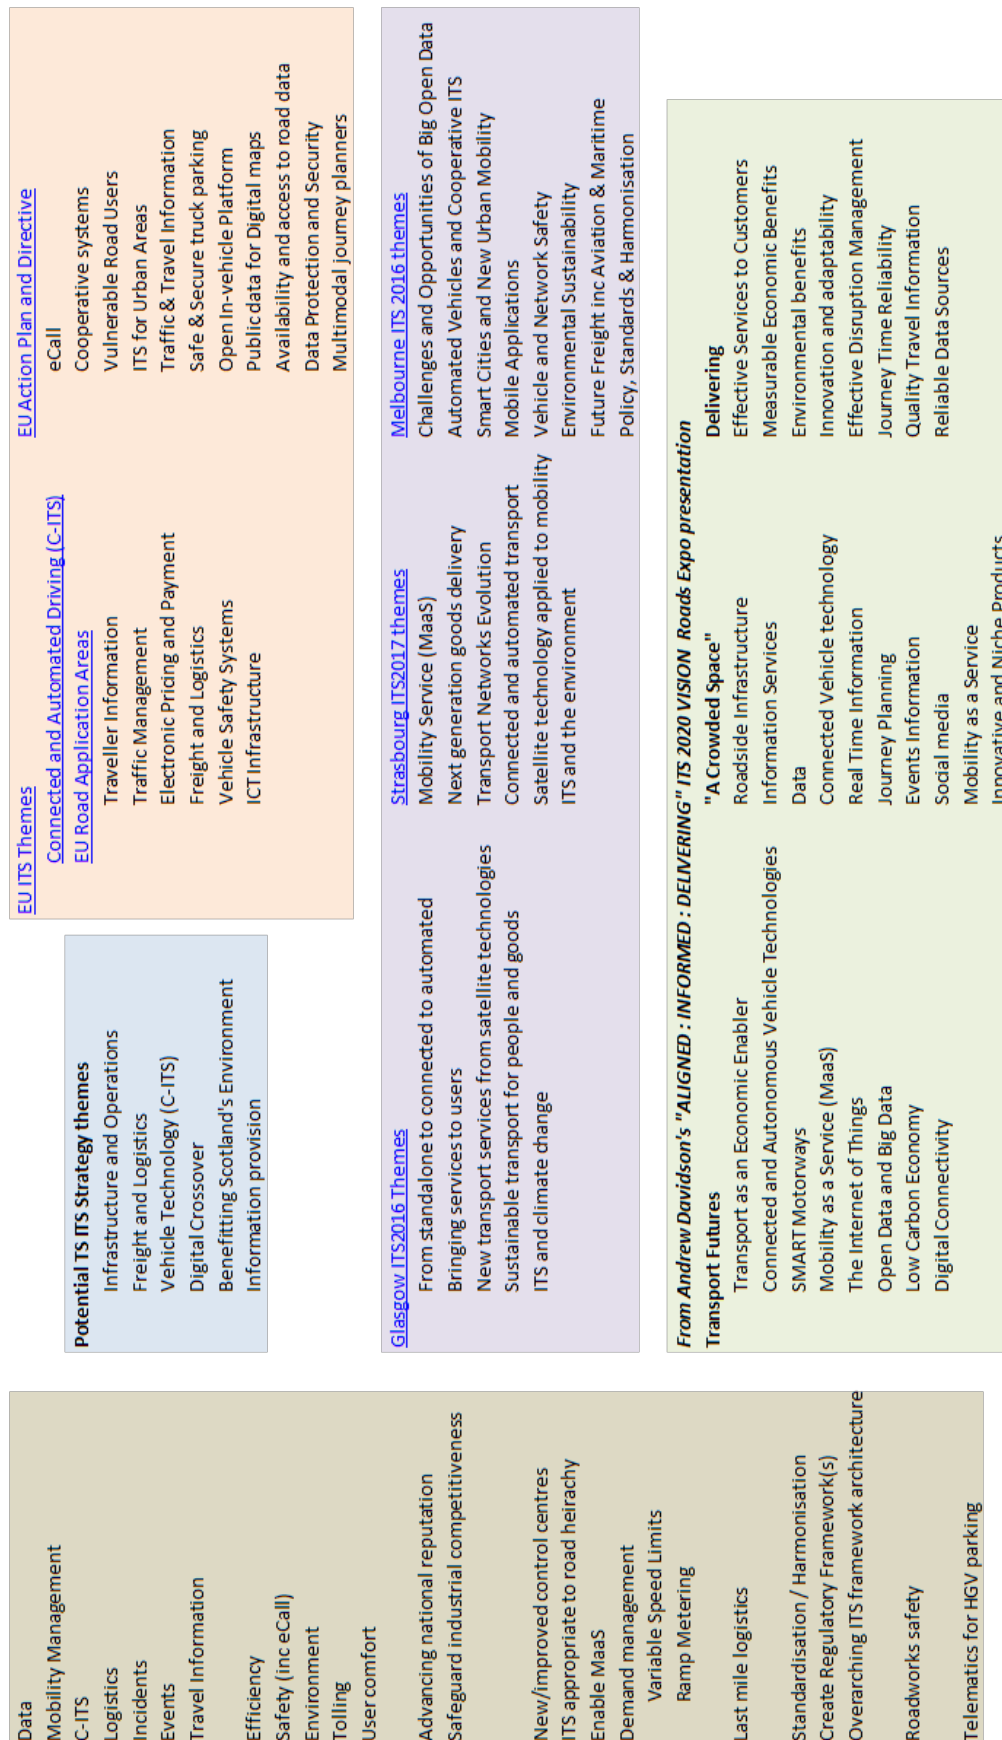 Data
Mobility Management
C-ITS
Logistics
Incidents
Events
Travel Information
Efficiency
Safety (inc eCall)
Environment
Tolling
User comfort
Advancing national reputation
Safeguard industrial competitiveness
New/improved control centres
ITS appropriate to road heirachy
Enable MaaS
Demand management
Variable Speed Limits
Ramp Metering
Last mile logistics
Standardisation / Harmonisation
Create Regulatory Framework(s)
Overarching ITS framework architecture
Roadworks safety
Telematics for HGV parking
Potential TS ITS Strategy themes
Infrastructure and Operations
Freight and Logistics
Vehicle Technology (C-ITS)
Digital Crossover
Benefitting Scotland's Environment
Information provision
EU ITS Themes
Connected and Automated Driving (C-ITS)
EU Road Application Areas
Traveller Information
Traffic Management
Electronic Pricing and Payment
Freight and Logistics
Vehicle Safety Systems
ICT Infrastructure
EU Action Plan and Directive
eCall
Cooperative systems
Vulnerable Road Users
ITS for Urban Areas
Traffic & Travel Information
Safe & Secure truck parking
Open In-vehicle Platform
Public data for Digital maps
Availability and access to road data
Data Protection and Security
Multimodal journey planners
Glasgow ITS2016 Themes
From standalone to connected to automated
Bringing services to users
New transport services from satellite technologies
Sustainable transport for people and goods
ITS and climate change
Strasbourg ITS2017 themes
Mobility Service (MaaS)
Next generation goods delivery
Transport Networks Evolution
Connected and automated transport
Satellite technology applied to mobility
ITS and the environment
Melbourne ITS 2016 themes
Challenges and Opportunities of Big Open Data
Automated Vehicles and Cooperative ITS
Smart Cities and New Urban Mobility
Mobile Applications
Vehicle and Network Safety
Environmental Sustainability
Future Freight inc Aviation & Maritime
Policy, Standards & Harmonisation
From Andrew Davidson's "ALIGNED : INFORMED : DELIVERING" ITS 2020 VISION Roads Expo presentation
Transport Futures
Transport as an Economic Enabler
Connected and Autonomous Vehicle Technologies
SMART Motorways
Mobility as a Service (MaaS)
The Internet of Things
Open Data and Big Data
Low Carbon Economy
Digital Connectivity
"A Crowded Space"
Roadside Infrastructure
Information Services
Data
Connected Vehicle technology
Real Time Information
Journey Planning
Events Information
Social media
Mobility as a Service
Innovative and Niche Products
Delivering
Effective Services to Customers
Measurable Economic Benefits
Environmental benefits
Innovation and adaptability
Effective Disruption Management
Journey Time Reliability
Quality Travel Information
Reliable Data Sources